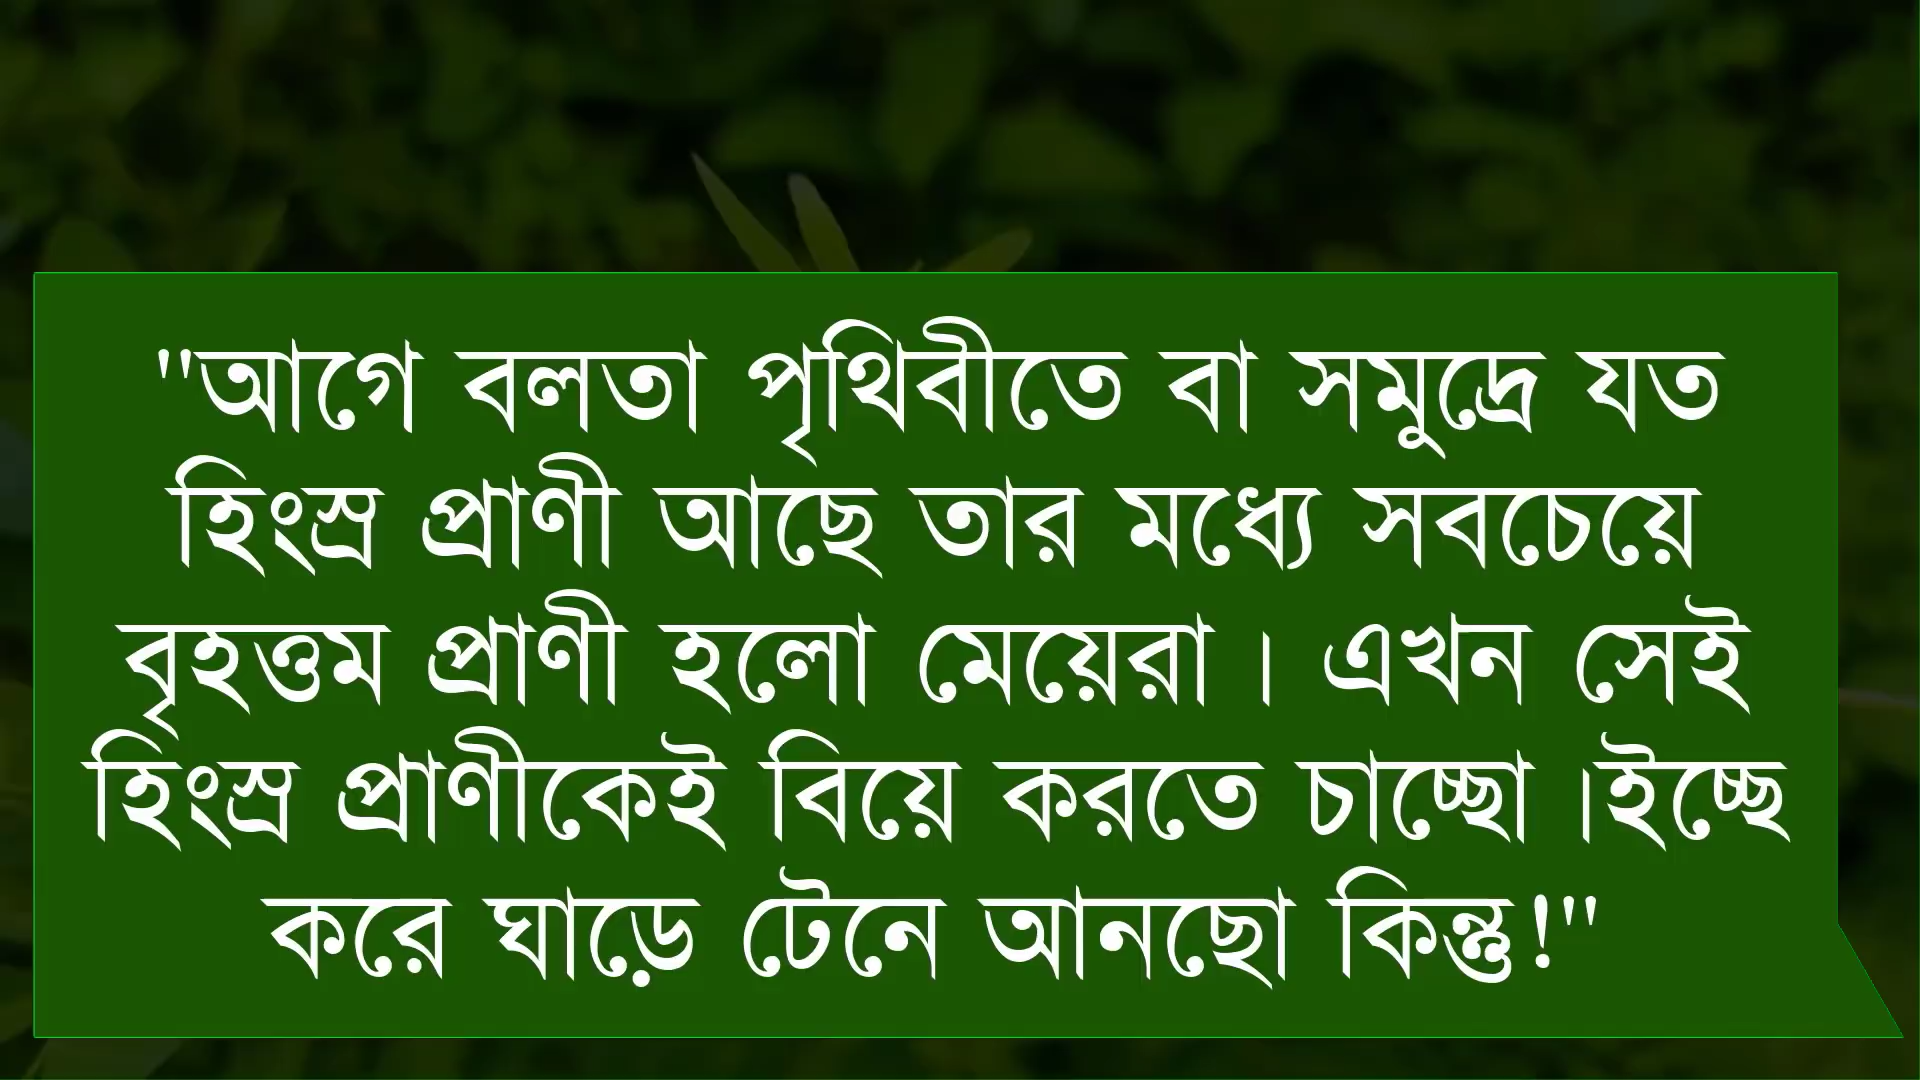 "আগে বলতা পৃথিবীতে বা সমুদ্রে যত
হিংস্র প্রাণী আছে তার মধ্যে সবচেয়ে
বৃহত্তম প্রাণী হলো মেয়েরা । এখন সেই
হিংস্র প্রাণীকেই বিয়ে করতে চাচ্ছো ।ইচ্ছে
করে ঘাড়ে টেনে আনছো কিন্তু!"